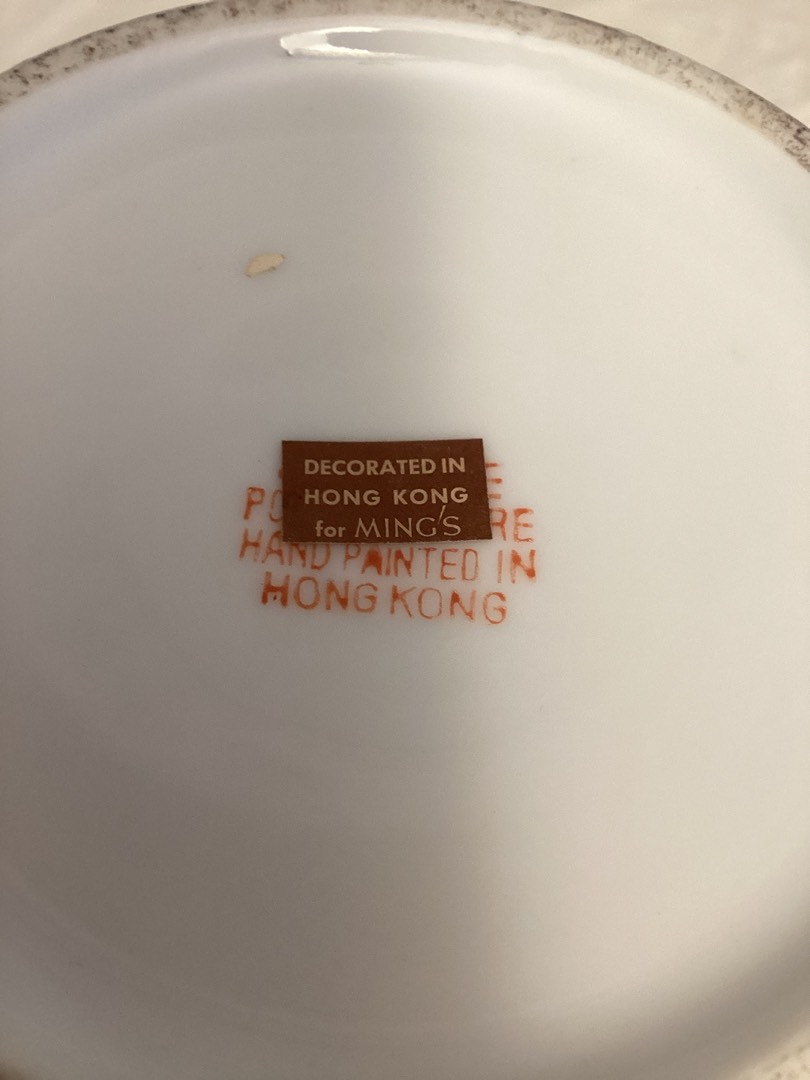 DECORATED IN
HONG KONG
for MING'S
HAND PAINTED IN
HONG KONG